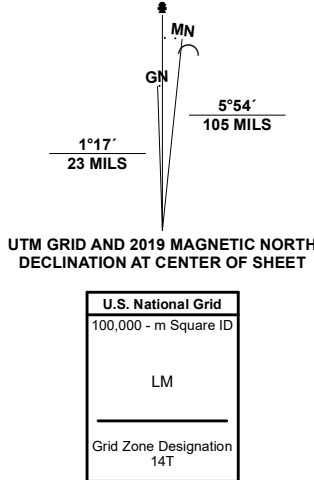 MN
GN
5°54´
105 MILS
1°17´
23 MILS
UTM GRID AND 2019 MAGNETIC NORTH
DECLINATION AT CENTER OF SHEET
U.S. National Grid
100,000 - m Square ID
LM
Grid Zone Designation
14T